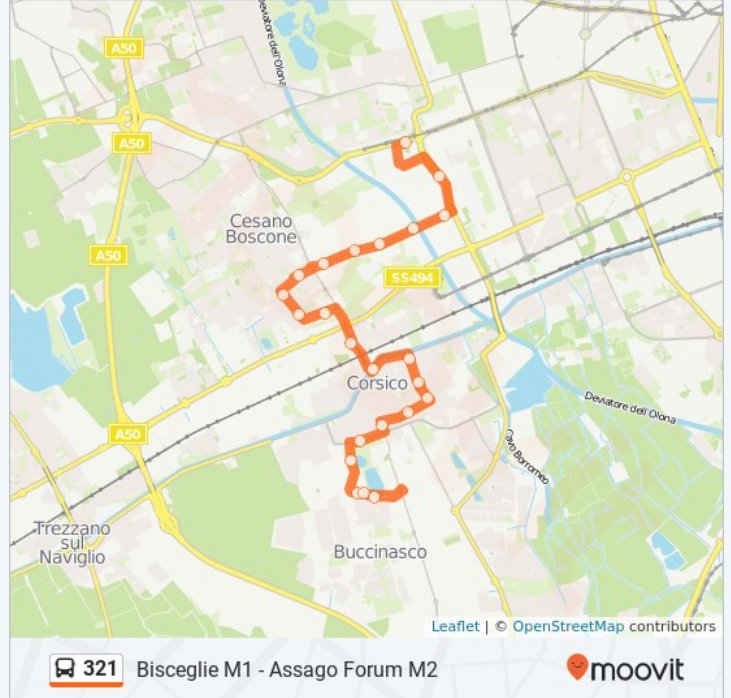 A50
Deviatore dell'Olona
A50
Cesano
Boscone
A50
SS494
Corsico
Deviatore dell'Olona
A50
Cavo Borromeo
Trezzano
sul
Naviglio
Buccinasco
Leaflet | © OpenStreetMap contributors
321 Bisceglie M1 - Assago Forum M2
moovit